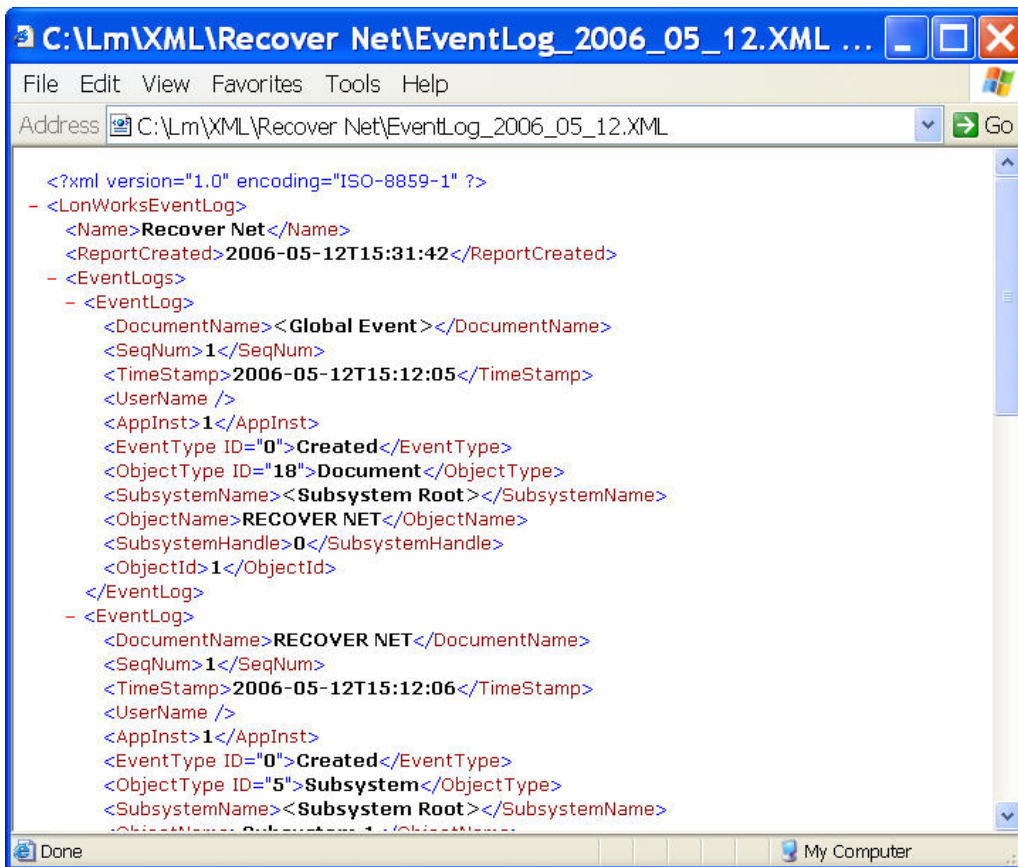 C:\Lm\XML\Recover Net\EventLog_2006_05_12.XML ...
File Edit View Favorites Tools Help
Address C:\Lm\XML\Recover Net\EventLog_2006_05_12.XML Go
<?xml version="1.0" encoding="ISO-8859-1" ?>
- <LonWorksEventLog>
<Name>Recover Net</Name>
<ReportCreated>2006-05-12T15:31:42</ReportCreated>
- <EventLogs>
- <EventLog>
<DocumentName><Global Event></DocumentName>
<SeqNum>1</SeqNum>
<TimeStamp>2006-05-12T15:12:05</TimeStamp>
<UserName />
<AppInst>1</AppInst>
<EventType ID="0">Created</EventType>
<ObjectType ID="18">Document</ObjectType>
<SubsystemName><Subsystem Root></SubsystemName>
<ObjectName>RECOVER NET</ObjectName>
<SubsystemHandle>0</SubsystemHandle>
<ObjectId>1</ObjectId>
</EventLog>
- <EventLog>
<DocumentName>RECOVER NET</DocumentName>
<SeqNum>1</SeqNum>
<TimeStamp>2006-05-12T15:12:06</TimeStamp>
<UserName />
<AppInst>1</AppInst>
<EventType ID="0">Created</EventType>
<ObjectType ID="5">Subsystem</ObjectType>
<SubsystemName><Subsystem Root></SubsystemName>
Done My Computer